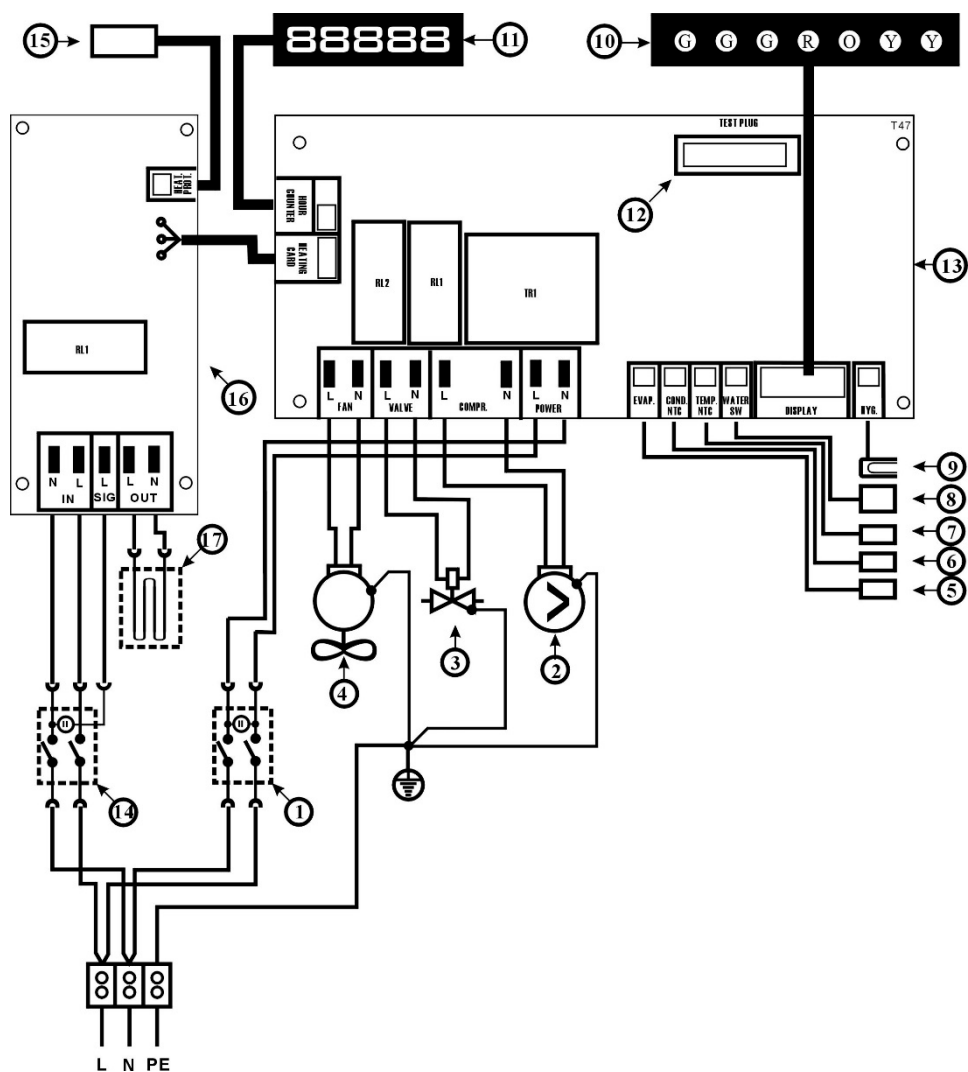 15
88888
11
10
G G G R O Y Y
TEST PLUG
T47
HEAT.
PROT.
HOUR
COUNTER
12
HEATING
CARD
13
RL2
RL1
TR1
RL1
16
L N L N L N L N
FAN VALVE COMPR. POWER
EVAP.
COND.
NTC
TEMP.
NTC
WATER
SW
DISPLAY
HYG.
N L L L N
IN SIG OUT
9
8
17
7
6
5
4
3
2
14
1
L N PE